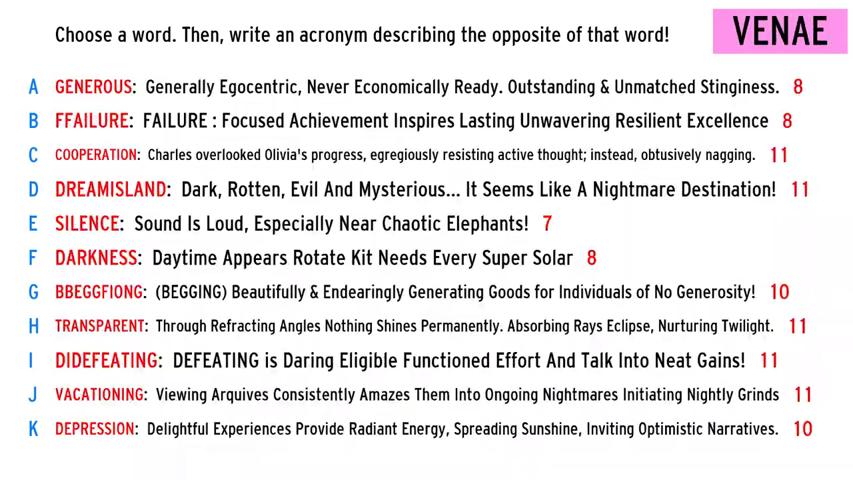 Choose a word. Then, write an acronym describing the opposite of that word!
VENAE
A GENEROUS: Generally Egocentric, Never Economically Ready. Outstanding & Unmatched Stinginess. 8
B FFAILURE: FAILURE : Focused Achievement Inspires Lasting Unwavering Resilient Excellence 8
C COOPERATION: Charles overlooked Olivia's progress, egregiously resisting active thought; instead, obtusively nagging. 11
D DREAMISLAND: Dark, Rotten, Evil And Mysterious... It Seems Like A Nightmare Destination! 11
E SILENCE: Sound Is Loud, Especially Near Chaotic Elephants! 7
F DARKNESS: Daytime Appears Rotate Kit Needs Every Super Solar 8
G BBEGGFIONG: (BEGGING) Beautifully & Endearingly Generating Goods for Individuals of No Generosity! 10
H TRANSPARENT: Through Refracting Angles Nothing Shines Permanently. Absorbing Rays Eclipse, Nurturing Twilight. 11
I DIDEFEATING: DEFEATING is Daring Eligible Functioned Effort And Talk Into Neat Gains! 11
J VACATIONING: Viewing Arquives Consistently Amazes Them Into Ongoing Nightmares Initiating Nightly Grinds 11
K DEPRESSION: Delightful Experiences Provide Radiant Energy, Spreading Sunshine, Inviting Optimistic Narratives. 10